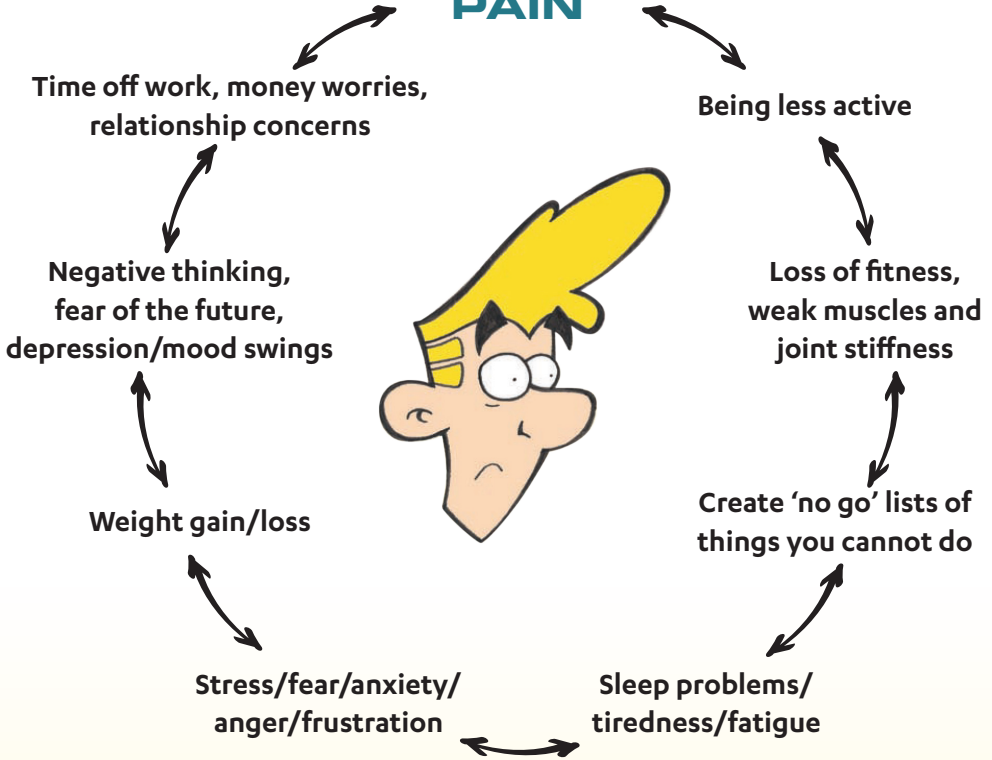 PAIN
Being less active
Loss of fitness,
weak muscles and
joint stiffness
Create ‘no go’ lists of
things you cannot do
Sleep problems/
tiredness/fatigue
Stress/fear/anxiety/
anger/frustration
Weight gain/loss
Negative thinking,
fear of the future,
depression/mood swings
Time off work, money worries,
relationship concerns